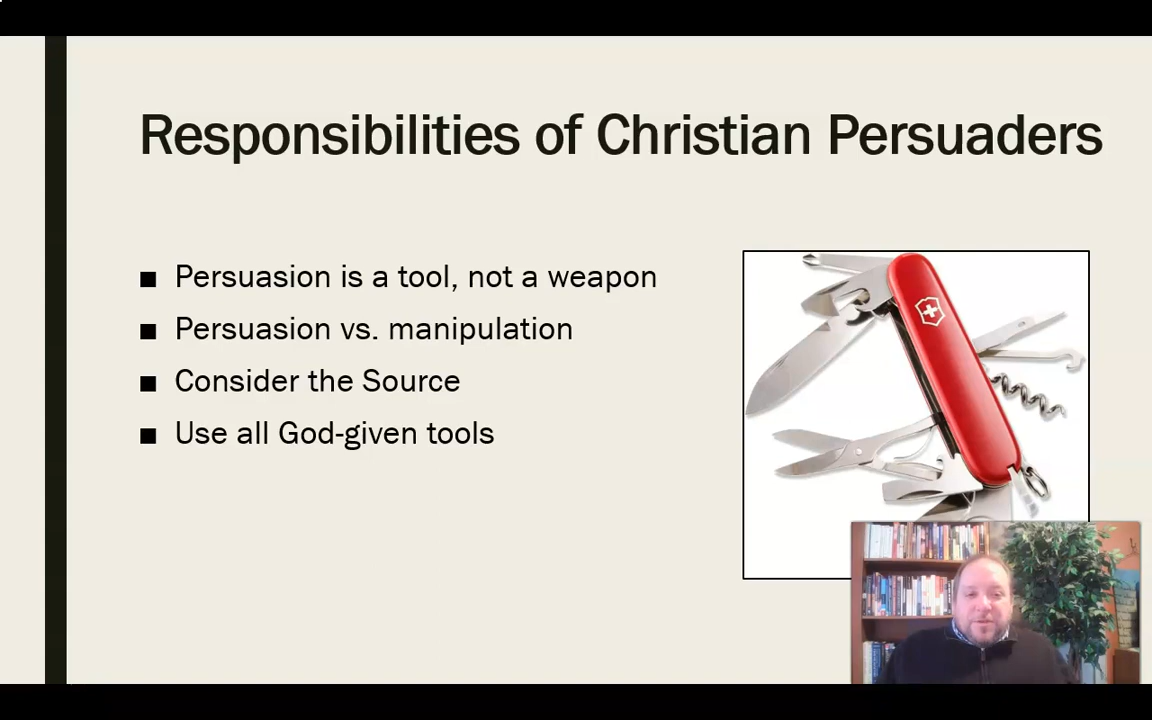 Responsibilities of Christian Persuaders
■ Persuasion is a tool, not a weapon
■ Persuasion vs. manipulation
■ Consider the Source
■ Use all God-given tools